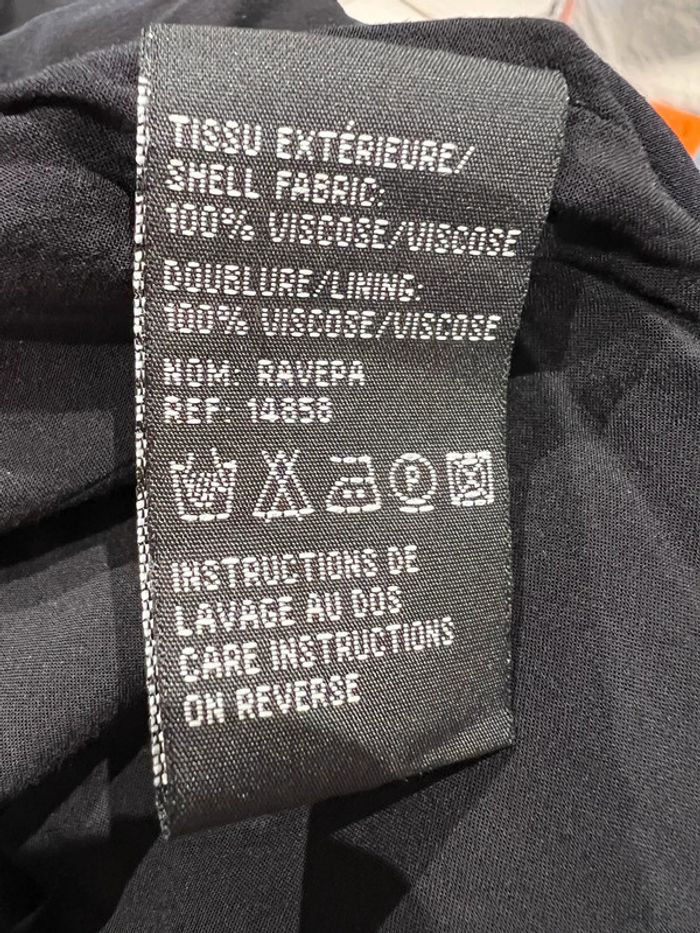 TISSU EXTÉRIEURE/
SHELL FABRIC:
100% VISCOSE/VISCOSE
DOUBLURE/LINING:
100% VISCOSE/VISCOSE
NOM: RAVEPA
REF: 14858
P
INSTRUCTIONS DE
LAVAGE AU DOS
CARE INSTRUCTIONS
ON REVERSE